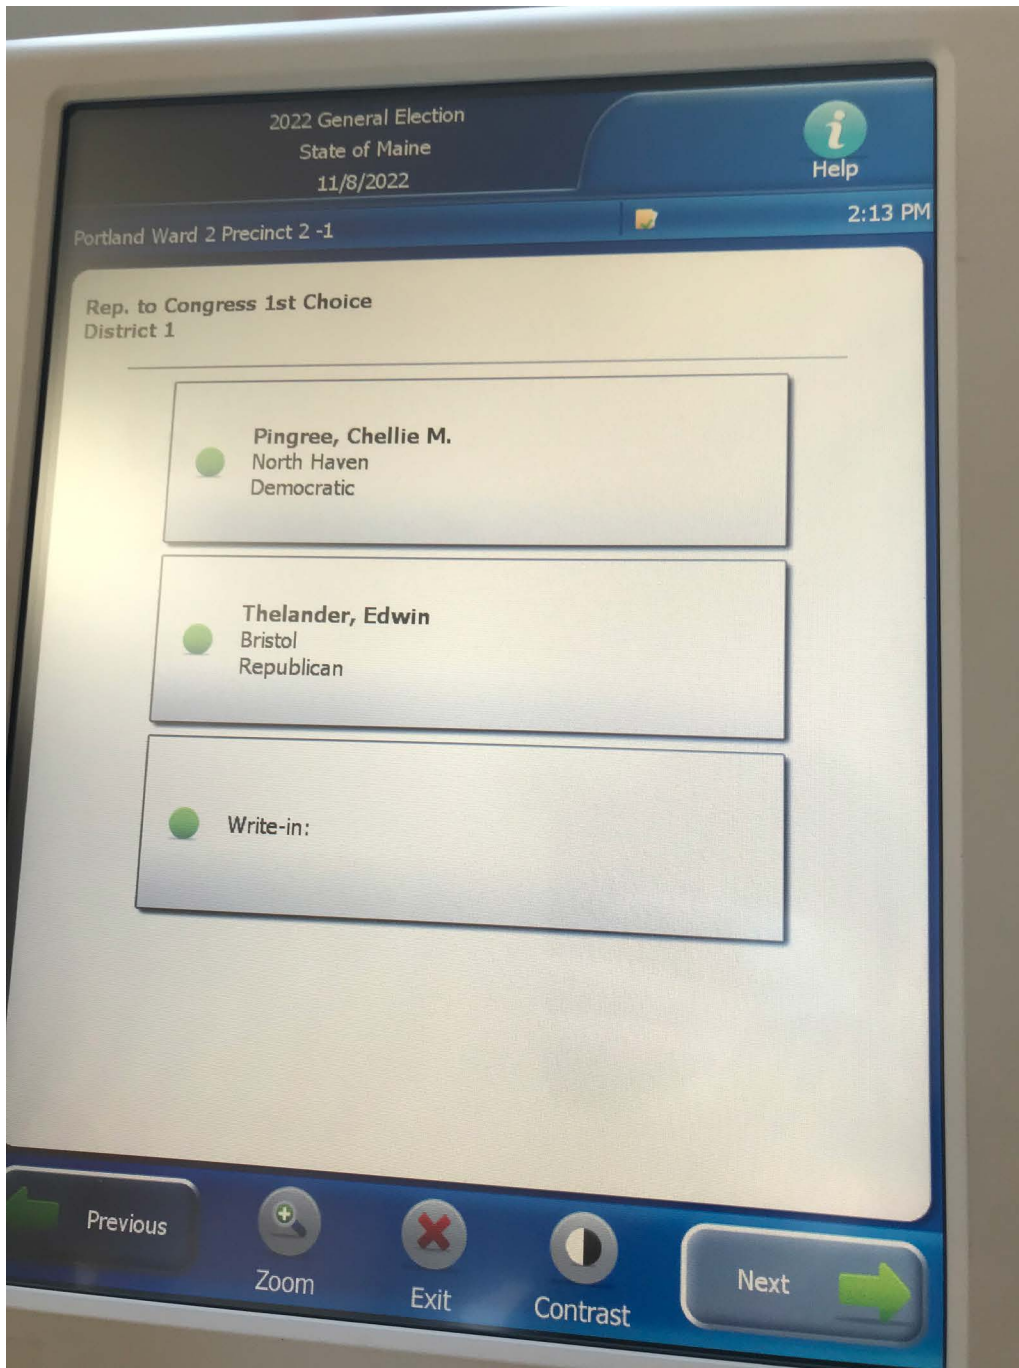 2022 General Election
State of Maine
11/8/2022
Help
Portland Ward 2 Precinct 2 -1
2:13 PM
Rep. to Congress 1st Choice
District 1
Pingree, Chellie M.
North Haven
Democratic
Thelander, Edwin
Bristol
Republican
Write-in:
Previous
Zoom
Exit
Contrast
Next